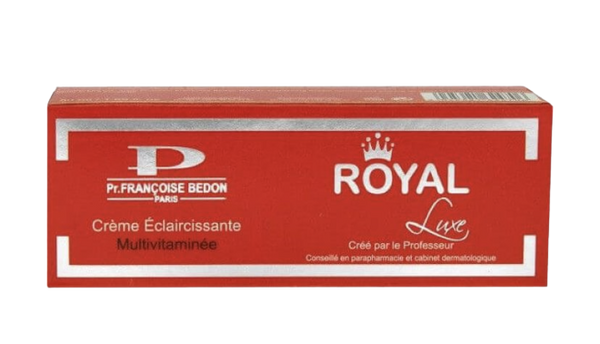 P
Pr.FRANÇOISE BEDON
PARIS
Crème Éclaircissante
Multivitaminée
ROYAL
Luxe
Créé par le Professeur
Conseillé en parapharmacie et cabinet dermatologique